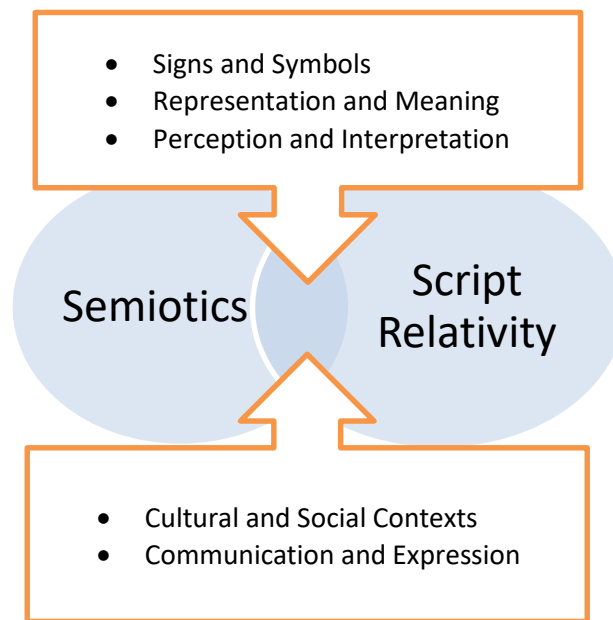 • Signs and Symbols
• Representation and Meaning
• Perception and Interpretation
Semiotics
Script
Relativity
• Cultural and Social Contexts
• Communication and Expression